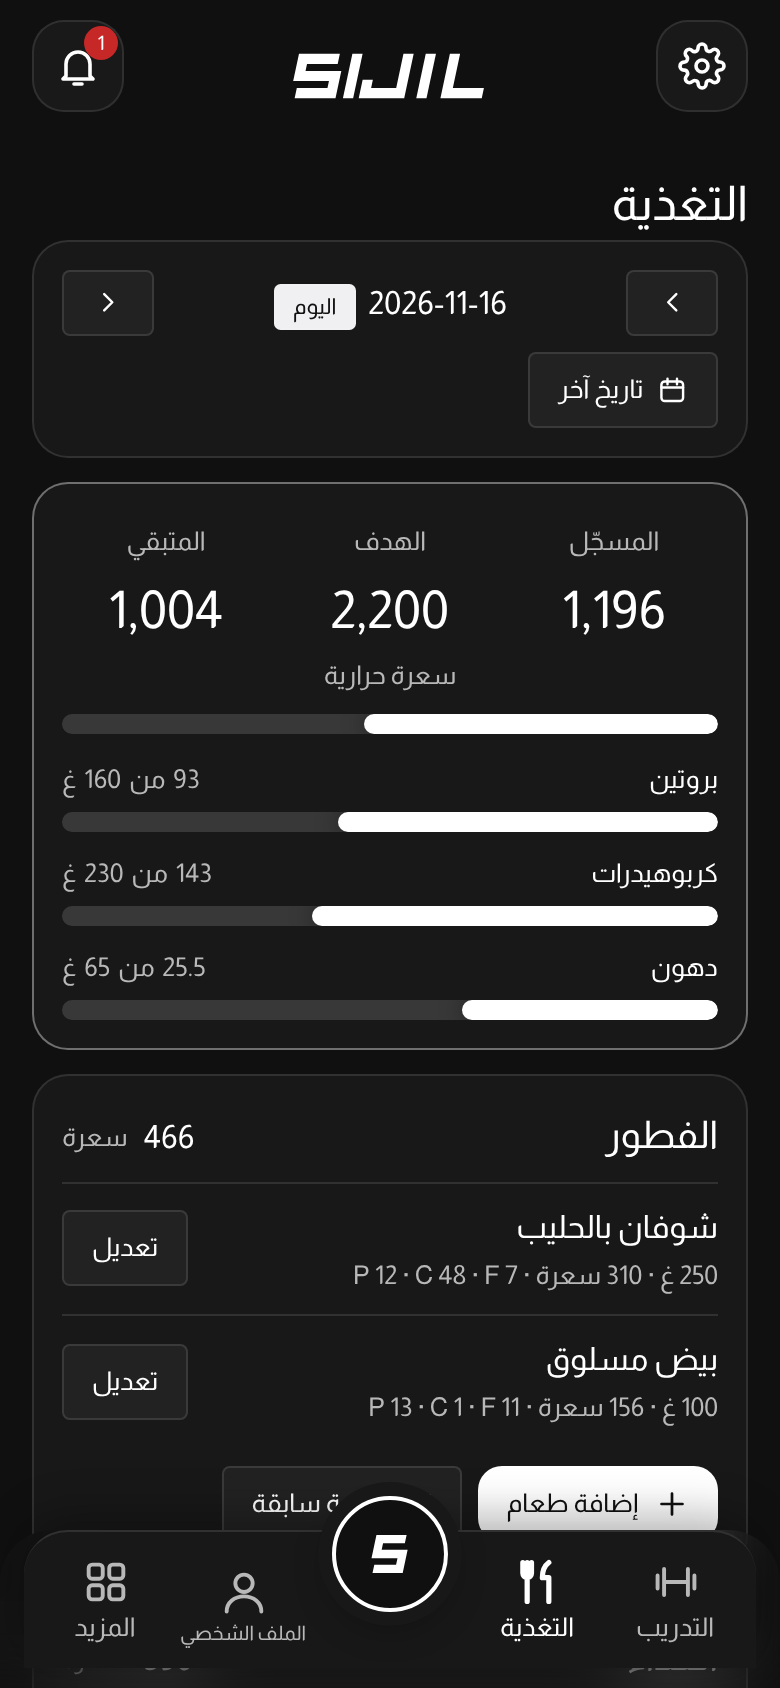 1
SIJIL
التغذية
2026-11-16 اليوم
تاريخ آخر
المسجّل الهدف المتبقي
1,196 2,200 1,004
سعرة حرارية
بروتين 93 من 160 غ
كربوهيدرات 143 من 230 غ
دهون 25.5 من 65 غ
الفطور 466 سعرة
شوفان بالحليب
250 غ · 310 سعرة · P 12 · C 48 · F 7
تعديل
بيض مسلوق
100 غ · 156 سعرة · P 13 · C 1 · F 11
تعديل
إضافة طعام
سابقة
S
التدريب التغذية الملف الشخصي المزيد